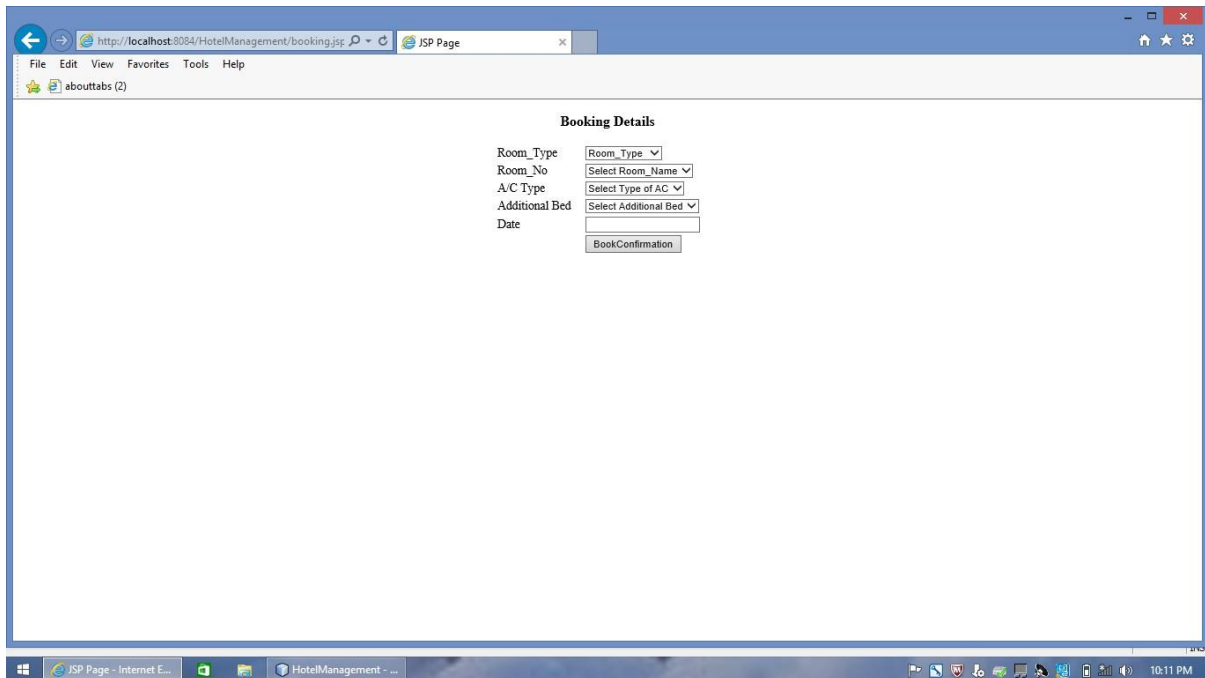 http://localhost:8084/HotelManagement/booking.jsp
JSP Page
File Edit View Favorites Tools Help
abouttabs (2)
Booking Details
Room_Type Room_Type
Room_No Select Room_Name
A/C Type Select Type of AC
Additional Bed Select Additional Bed
Date
BookConfirmation
JSP Page - Internet E...
HotelManagement - ...
10:11 PM